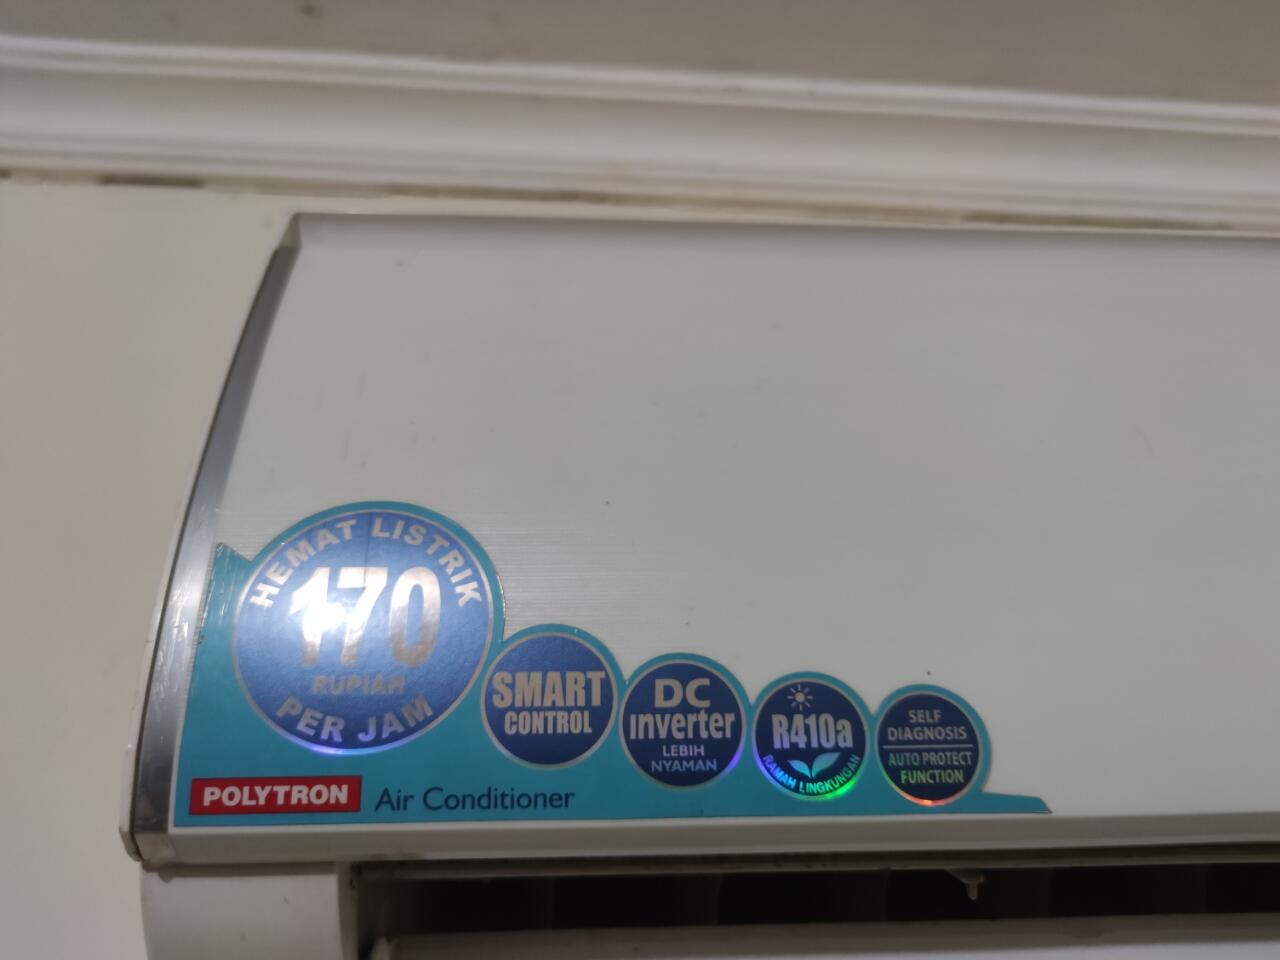 HEMAT LISTRIK
170
RUPIAH
PER JAM
SMART
CONTROL
DC
inverter
LEBIH
NYAMAN
R410a
RAMAH LINGKUNGAN
SELF
DIAGNOSIS
AUTO PROTECT
FUNCTION
POLYTRON Air Conditioner